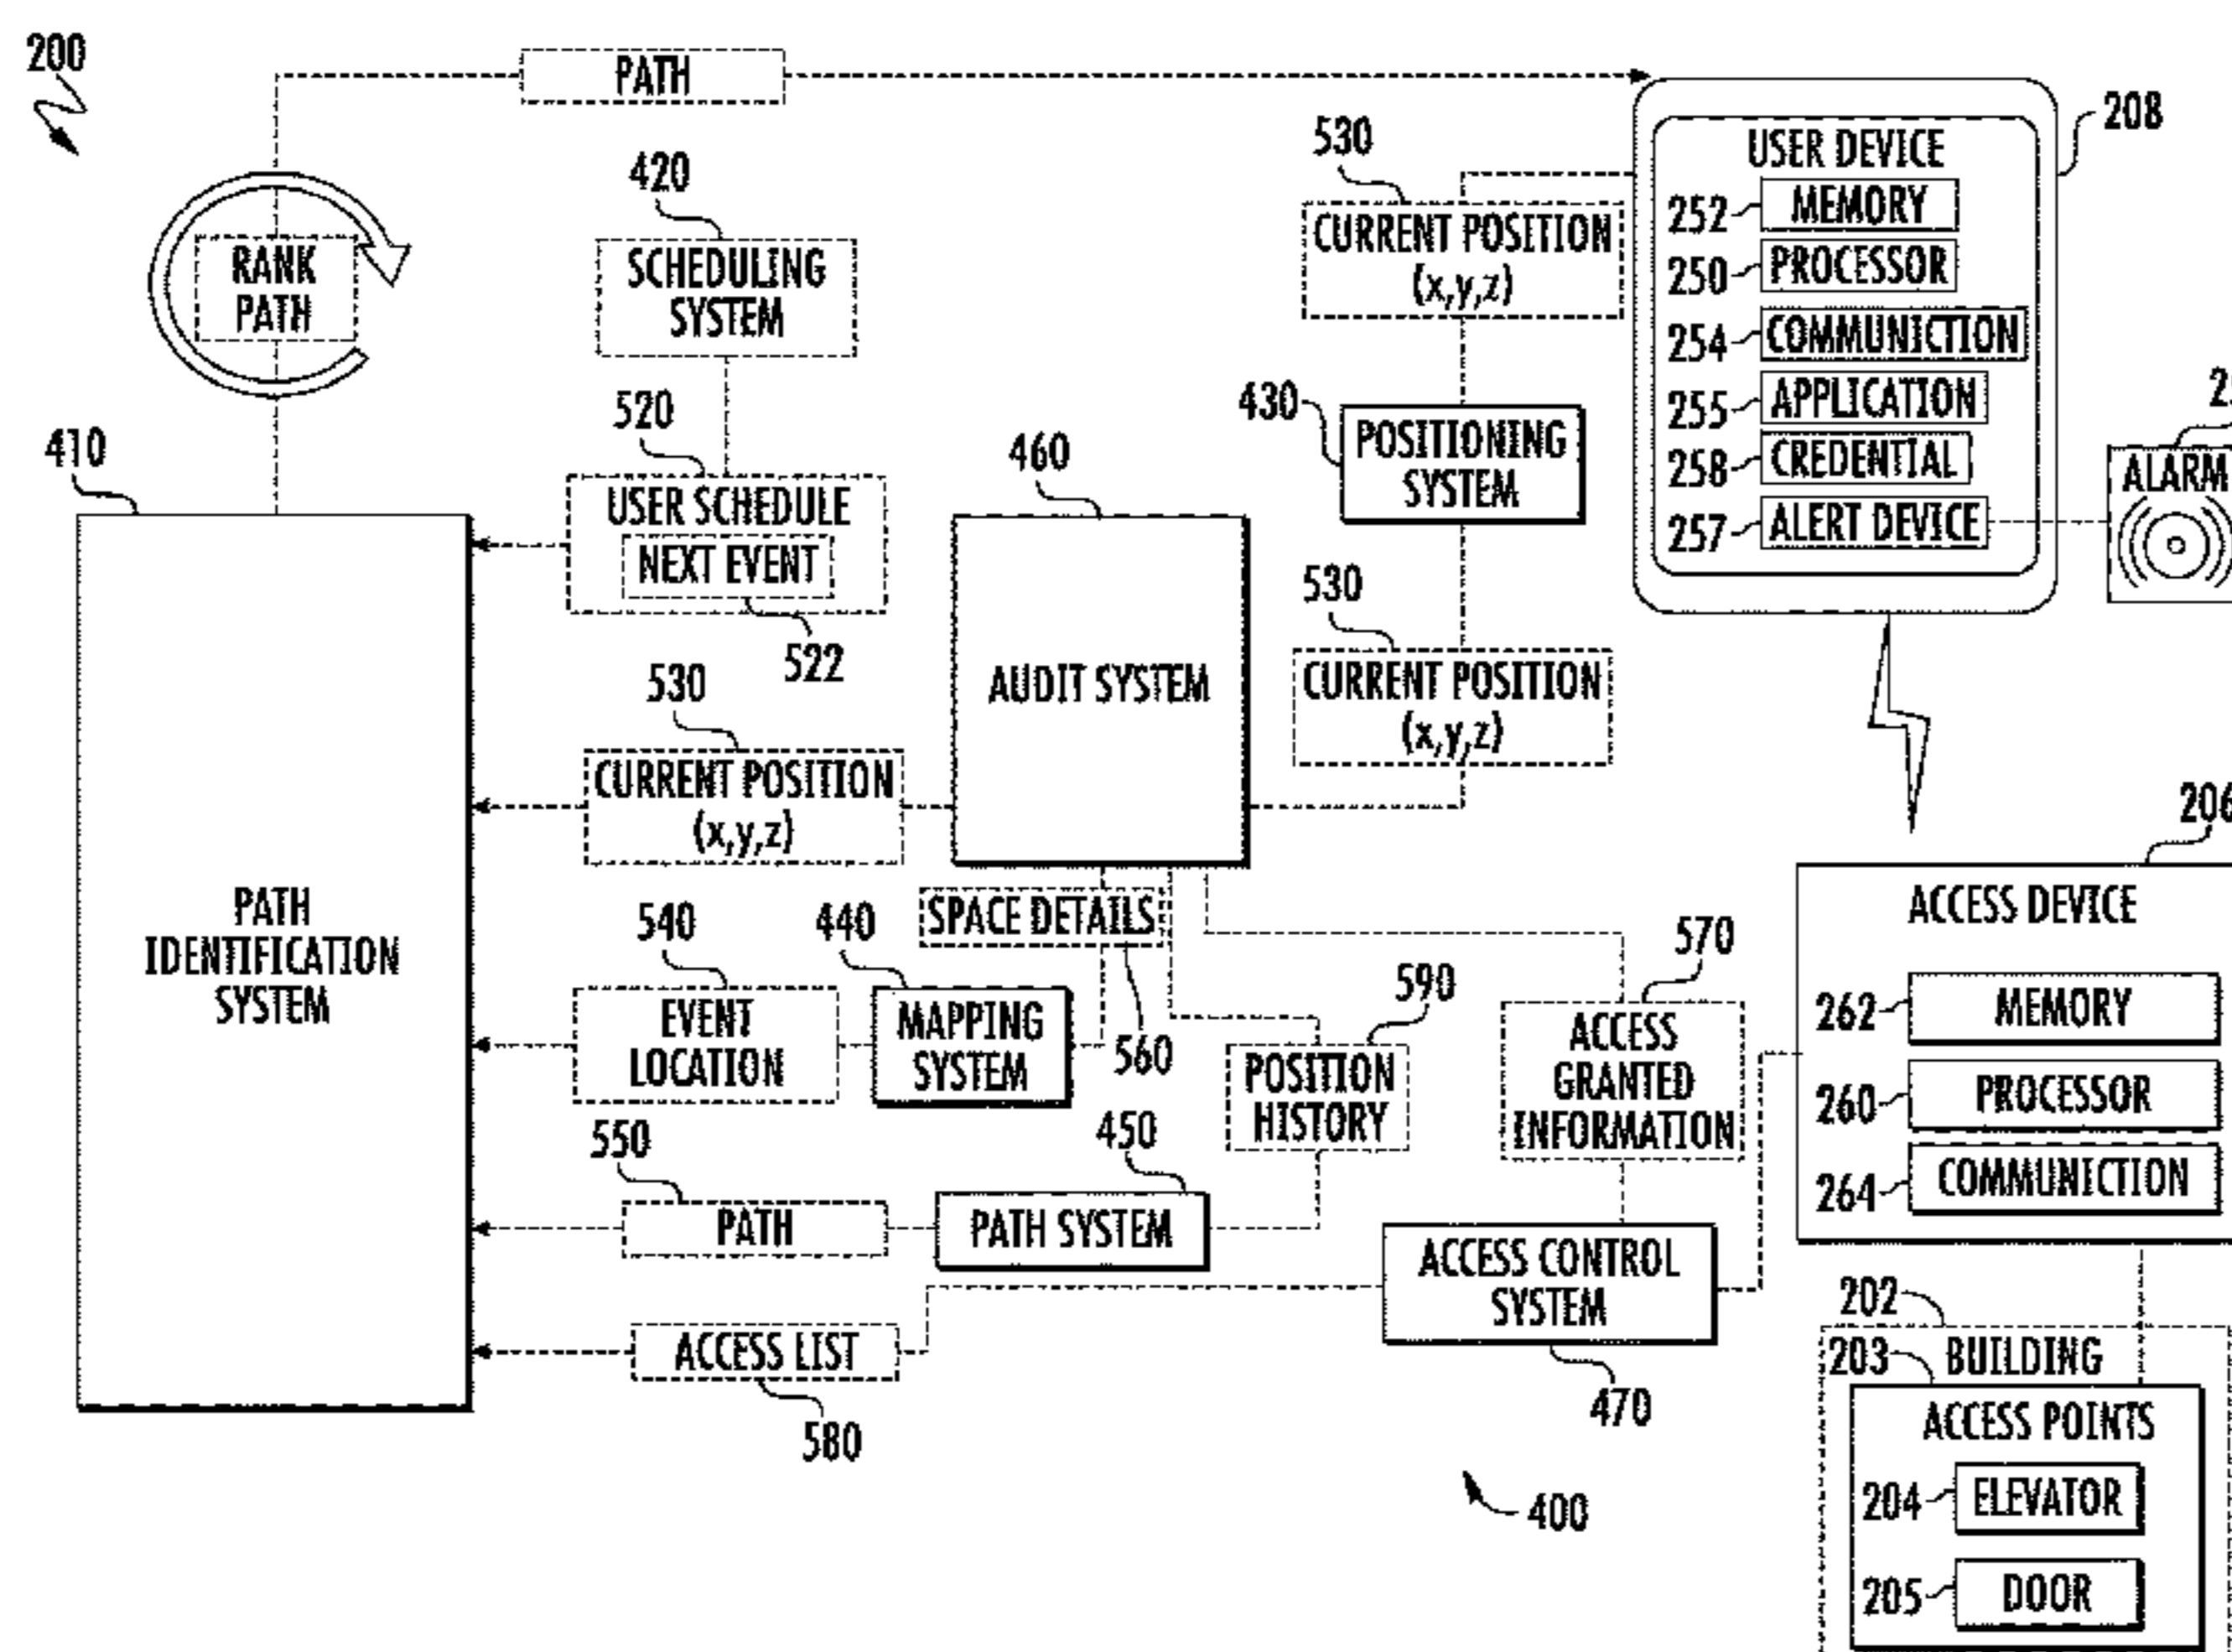 200
PATH
208
530
USER DEVICE
420
252
MEMORY
CURRENT POSITION
(x,y,z)
RANK
PATH
SCHEDULING
SYSTEM
250
PROCESSOR
254
COMMUNICTION
255
APPLICATION
258
CREDENTIAL
257
ALERT DEVICE
ALARM
430
POSITIONING
SYSTEM
520
410
460
USER SCHEDULE
NEXT EVENT
522
530
CURRENT POSITION
(x,y,z)
530
CURRENT POSITION
(x,y,z)
AUDIT SYSTEM
206
ACCESS DEVICE
262
MEMORY
260
PROCESSOR
264
COMMUNICTION
PATH
IDENTIFICATION
SYSTEM
540
EVENT
LOCATION
440
MAPPING
SYSTEM
SPACE DETAILS
560
590
POSITION
HISTORY
570
ACCESS
GRANTED
INFORMATION
550
PATH
450
PATH SYSTEM
ACCESS CONTROL
SYSTEM
470
ACCESS LIST
580
202
203
BUILDING
ACCESS POINTS
204
ELEVATOR
205
DOOR
400